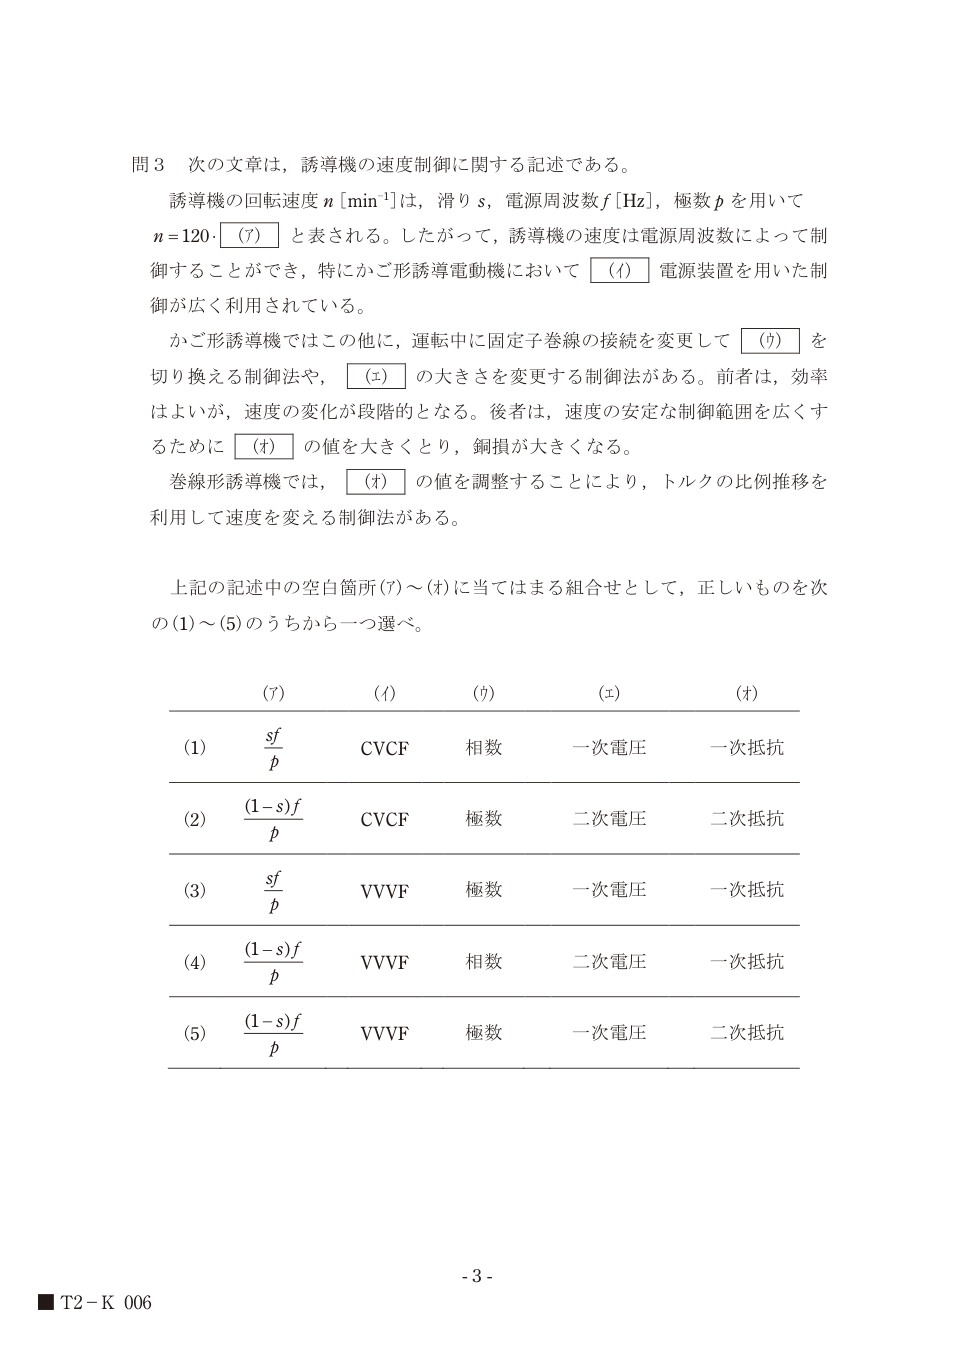 問3 次の文章は，誘導機の速度制御に関する記述である。
誘導機の回転速度 n [min⁻¹]は，滑り s，電源周波数 f [Hz]，極数 p を用いて
n = 120·(ア) と表される。したがって，誘導機の速度は電源周波数によって制
御することができ，特にかご形誘導電動機において (イ) 電源装置を用いた制
御が広く利用されている。
かご形誘導機ではこの他に，運転中に固定子巻線の接続を変更して (ウ) を
切り換える制御法や， (エ) の大きさを変更する制御法がある。前者は，効率
はよいが，速度の変化が段階的となる。後者は，速度の安定な制御範囲を広くす
るために (オ) の値を大きくとり，銅損が大きくなる。
巻線形誘導機では， (オ) の値を調整することにより，トルクの比例推移を
利用して速度を変える制御法がある。
上記の記述中の空白箇所(ア)～(オ)に当てはまる組合せとして，正しいものを次
の(1)～(5)のうちから一つ選べ。
(ア) (イ) (ウ) (エ) (オ)
(1) sf/p CVCF 相数 一次電圧 一次抵抗
(2) (1−s)f/p CVCF 極数 二次電圧 二次抵抗
(3) sf/p VVVF 極数 一次電圧 一次抵抗
(4) (1−s)f/p VVVF 相数 二次電圧 一次抵抗
(5) (1−s)f/p VVVF 極数 一次電圧 二次抵抗
- 3 -
■ T2－K 006